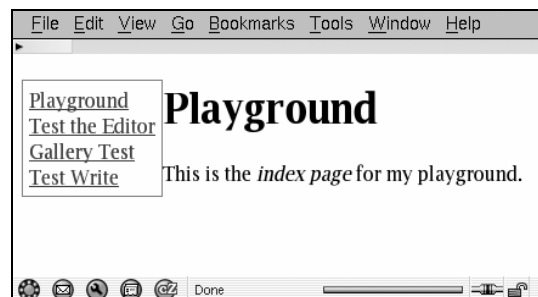 File Edit View Go Bookmarks Tools Window Help
Playground
Test the Editor
Gallery Test
Test Write
Playground
This is the index page for my playground.
Done